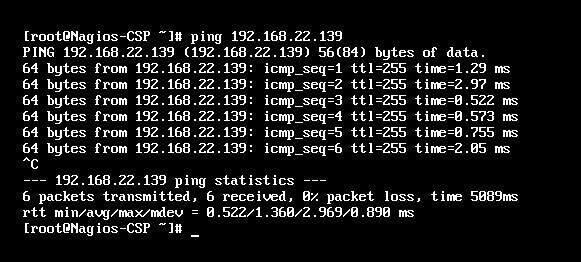 [root@Nagios-CSP ~]# ping 192.168.22.139
PING 192.168.22.139 (192.168.22.139) 56(84) bytes of data.
64 bytes from 192.168.22.139: icmp_seq=1 ttl=255 time=1.29 ms
64 bytes from 192.168.22.139: icmp_seq=2 ttl=255 time=2.97 ms
64 bytes from 192.168.22.139: icmp_seq=3 ttl=255 time=0.522 ms
64 bytes from 192.168.22.139: icmp_seq=4 ttl=255 time=0.573 ms
64 bytes from 192.168.22.139: icmp_seq=5 ttl=255 time=0.755 ms
64 bytes from 192.168.22.139: icmp_seq=6 ttl=255 time=2.05 ms
^C
--- 192.168.22.139 ping statistics ---
6 packets transmitted, 6 received, 0% packet loss, time 5089ms
rtt min/avg/max/mdev = 0.522/1.360/2.969/0.890 ms
[root@Nagios-CSP ~]# _